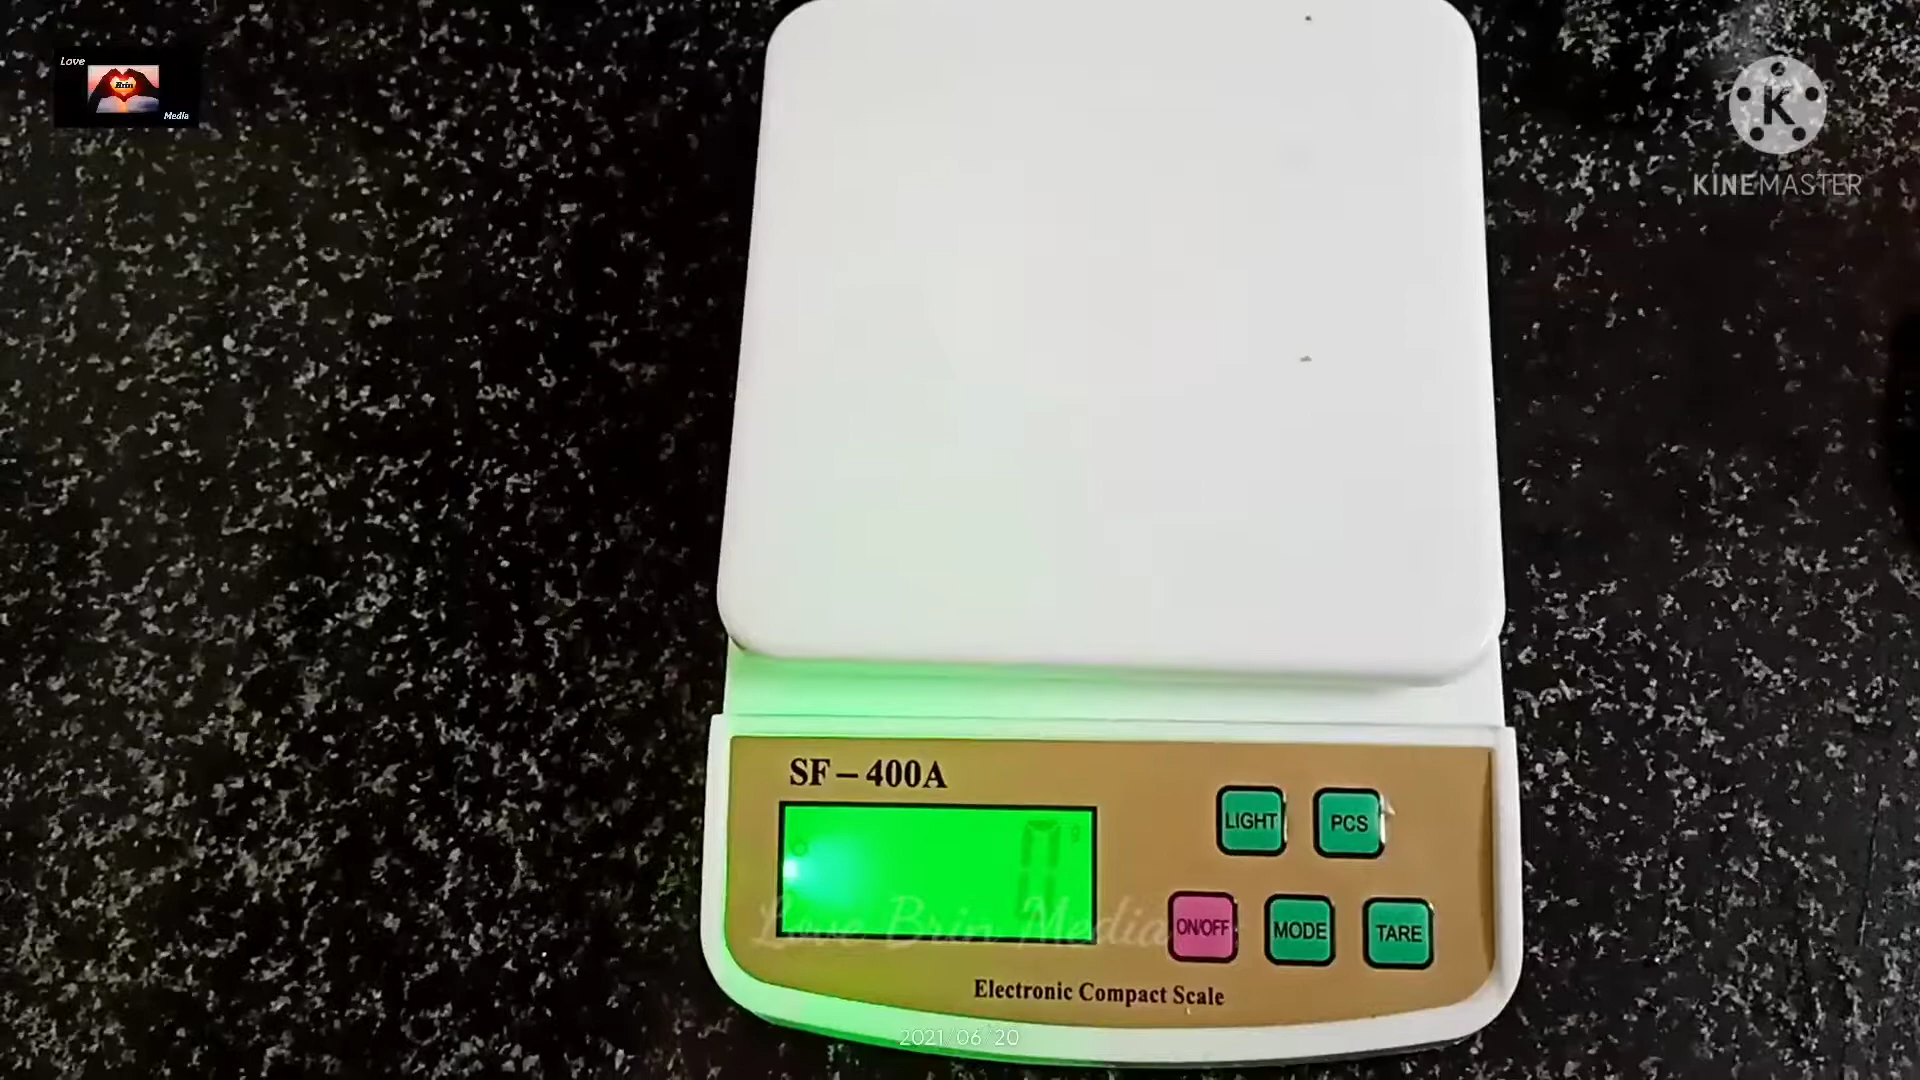 Love
Brin
Media
K
KINEMASTER
SF – 400A
0 g
LIGHT
PCS
ON/OFF
MODE
TARE
Love Brin Media
Electronic Compact Scale
2021/06/20